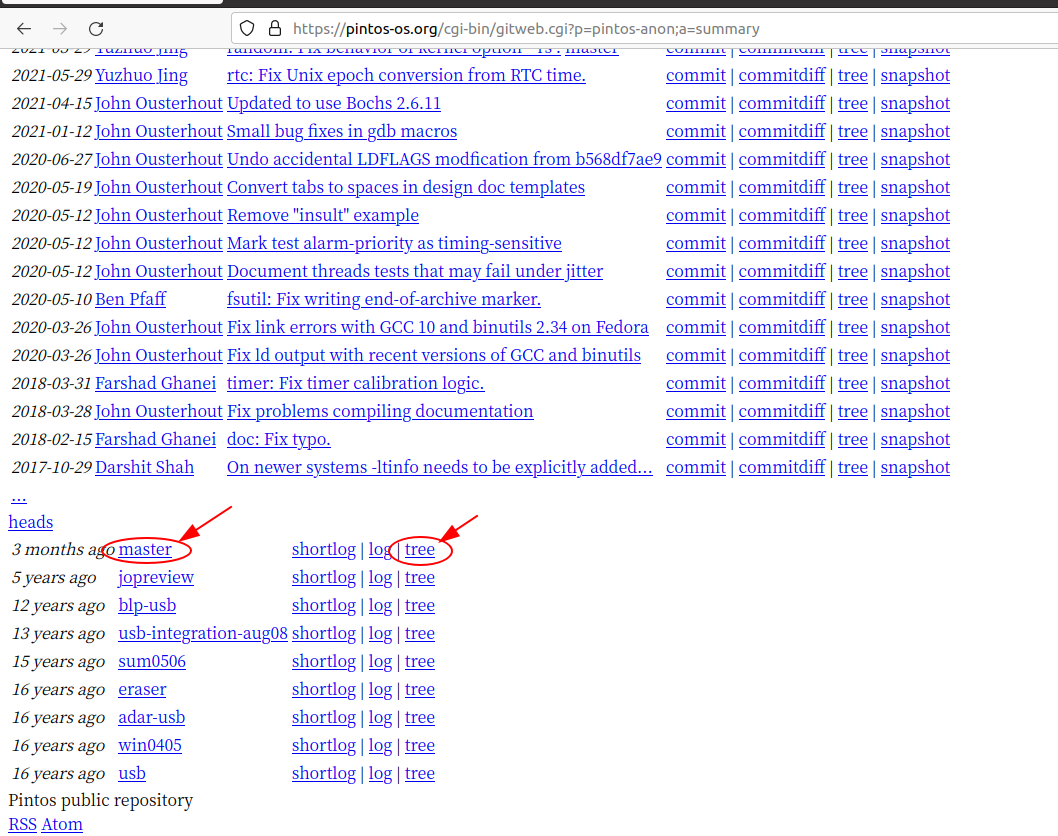 https://pintos-os.org/cgi-bin/gitweb.cgi?p=pintos-anon;a=summary
2021-05-29 Yuzhuo Jing random: Fix behavior of kernel option "-rs". master commit | commitdiff | tree | snapshot
2021-05-29 Yuzhuo Jing rtc: Fix Unix epoch conversion from RTC time. commit | commitdiff | tree | snapshot
2021-04-15 John Ousterhout Updated to use Bochs 2.6.11 commit | commitdiff | tree | snapshot
2021-01-12 John Ousterhout Small bug fixes in gdb macros commit | commitdiff | tree | snapshot
2020-06-27 John Ousterhout Undo accidental LDFLAGS modfication from b568df7ae9 commit | commitdiff | tree | snapshot
2020-05-19 John Ousterhout Convert tabs to spaces in design doc templates commit | commitdiff | tree | snapshot
2020-05-12 John Ousterhout Remove "insult" example commit | commitdiff | tree | snapshot
2020-05-12 John Ousterhout Mark test alarm-priority as timing-sensitive commit | commitdiff | tree | snapshot
2020-05-12 John Ousterhout Document threads tests that may fail under jitter commit | commitdiff | tree | snapshot
2020-05-10 Ben Pfaff fsutil: Fix writing end-of-archive marker. commit | commitdiff | tree | snapshot
2020-03-26 John Ousterhout Fix link errors with GCC 10 and binutils 2.34 on Fedora commit | commitdiff | tree | snapshot
2020-03-26 John Ousterhout Fix ld output with recent versions of GCC and binutils commit | commitdiff | tree | snapshot
2018-03-31 Farshad Ghanei timer: Fix timer calibration logic. commit | commitdiff | tree | snapshot
2018-03-28 John Ousterhout Fix problems compiling documentation commit | commitdiff | tree | snapshot
2018-02-15 Farshad Ghanei doc: Fix typo. commit | commitdiff | tree | snapshot
2017-10-29 Darshit Shah On newer systems -ltinfo needs to be explicitly added... commit | commitdiff | tree | snapshot
...
heads
3 months ago master shortlog | log | tree
5 years ago jopreview shortlog | log | tree
12 years ago blp-usb shortlog | log | tree
13 years ago usb-integration-aug08 shortlog | log | tree
15 years ago sum0506 shortlog | log | tree
16 years ago eraser shortlog | log | tree
16 years ago adar-usb shortlog | log | tree
16 years ago win0405 shortlog | log | tree
16 years ago usb shortlog | log | tree
Pintos public repository
RSS Atom